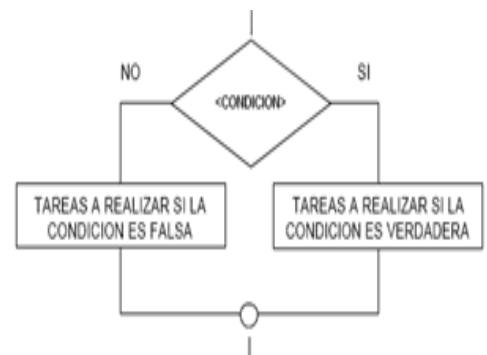 NO
SI
<CONDICION>
TAREAS A REALIZAR SI LA
CONDICION ES FALSA
TAREAS A REALIZAR SI LA
CONDICION ES VERDADERA